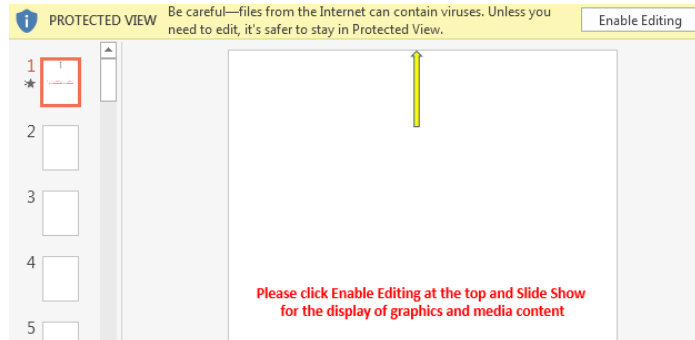 PROTECTED VIEW
Be careful—files from the Internet can contain viruses. Unless you
need to edit, it's safer to stay in Protected View.
Enable Editing
1
2
3
4
5
Please click Enable Editing at the top and Slide Show
for the display of graphics and media content